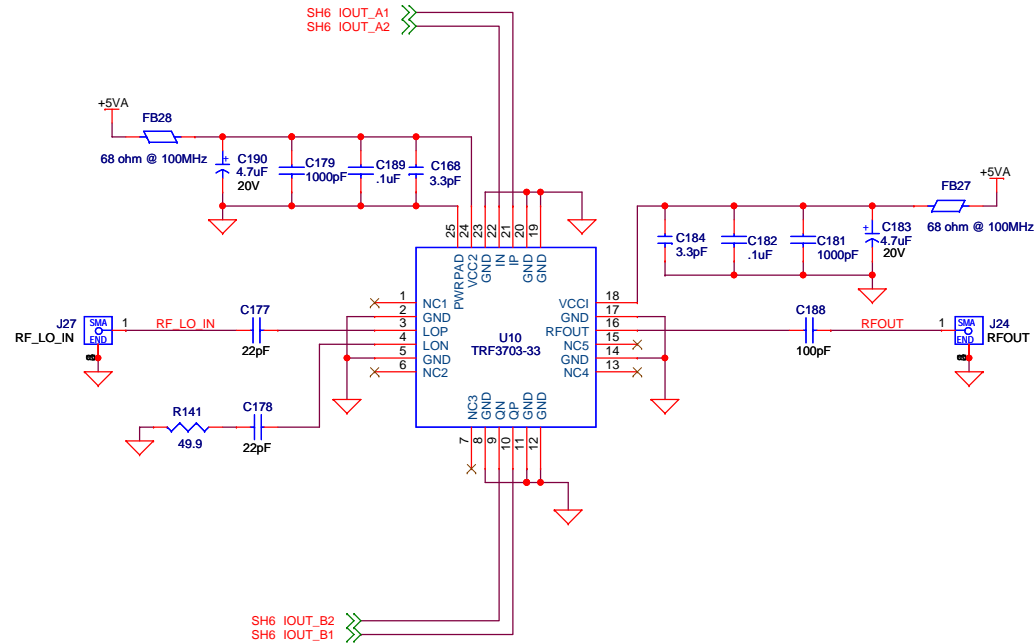 SH6 IOUT_A1
SH6 IOUT_A2
+5VA
FB28
68 ohm @ 100MHz
C190
4.7uF
20V
C179
1000pF
C189
.1uF
C168
3.3pF
+5VA
FB27
68 ohm @ 100MHz
C184
3.3pF
C182
.1uF
C181
1000pF
C183
4.7uF
20V
25
24
23
22
21
20
19
PWRPAD
VCC2
GND
IN
IP
GND
GND
1
NC1
2
GND
3
LOP
4
LON
5
GND
6
NC2
U10
TRF3703-33
VCCI
18
GND
17
RFOUT
16
NC5
15
GND
14
NC4
13
NC3
GND
QN
QP
GND
GND
7
8
9
10
11
12
J27
RF_LO_IN
SMA
END
1
RF_LO_IN
C177
22pF
R141
49.9
C178
22pF
C188
100pF
RFOUT
1
SMA
END
J24
RFOUT
SH6 IOUT_B2
SH6 IOUT_B1